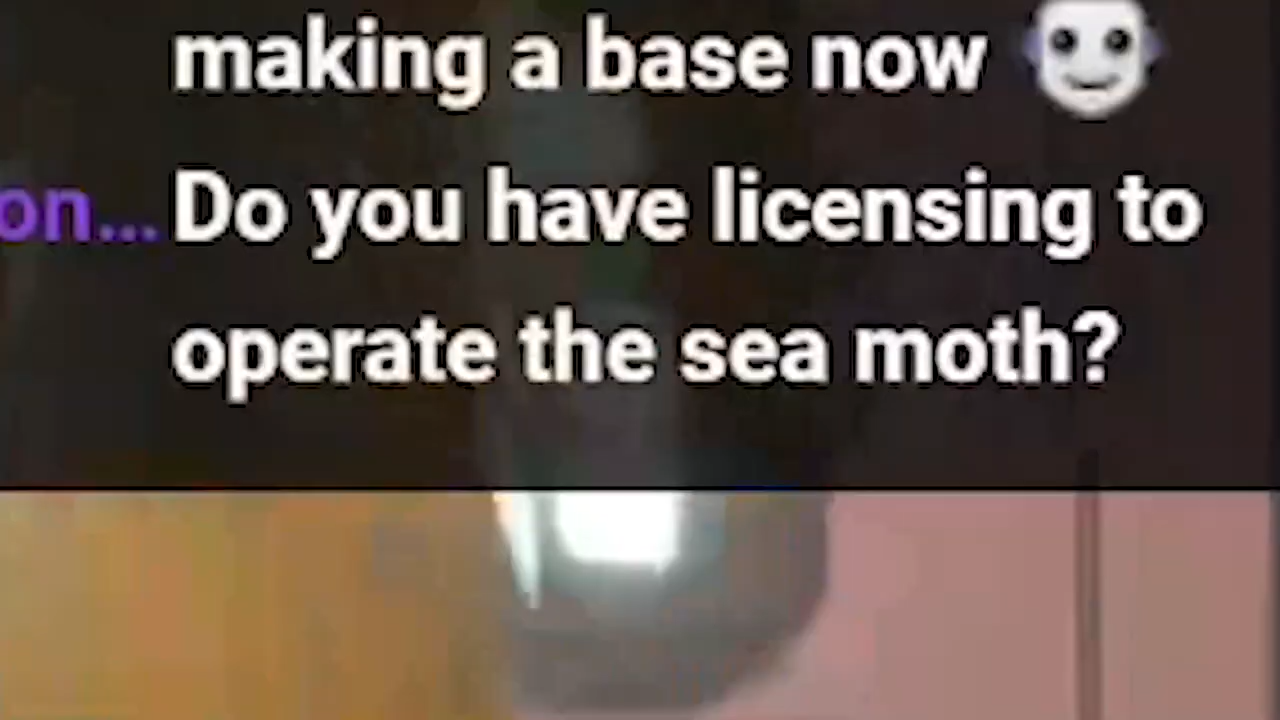 making a base now
on... Do you have licensing to
operate the sea moth?